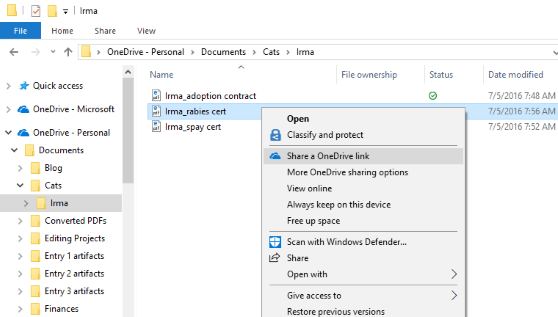 Irma
File Home Share View
OneDrive - Personal Documents Cats Irma
Name File ownership Status Date modified
Quick access
OneDrive - Microsoft
OneDrive - Personal
Documents
Blog
Cats
Irma
Converted PDFs
Editing Projects
Entry 1 artifacts
Entry 2 artifacts
Entry 3 artifacts
Finances
Irma_adoption contract 7/5/2016 7:48 AM
Irma_rabies cert 7/5/2016 7:56 AM
Irma_spay cert 7/5/2016 7:52 AM
Open
Classify and protect
Share a OneDrive link
More OneDrive sharing options
View online
Always keep on this device
Free up space
Scan with Windows Defender...
Share
Open with
Give access to
Restore previous versions